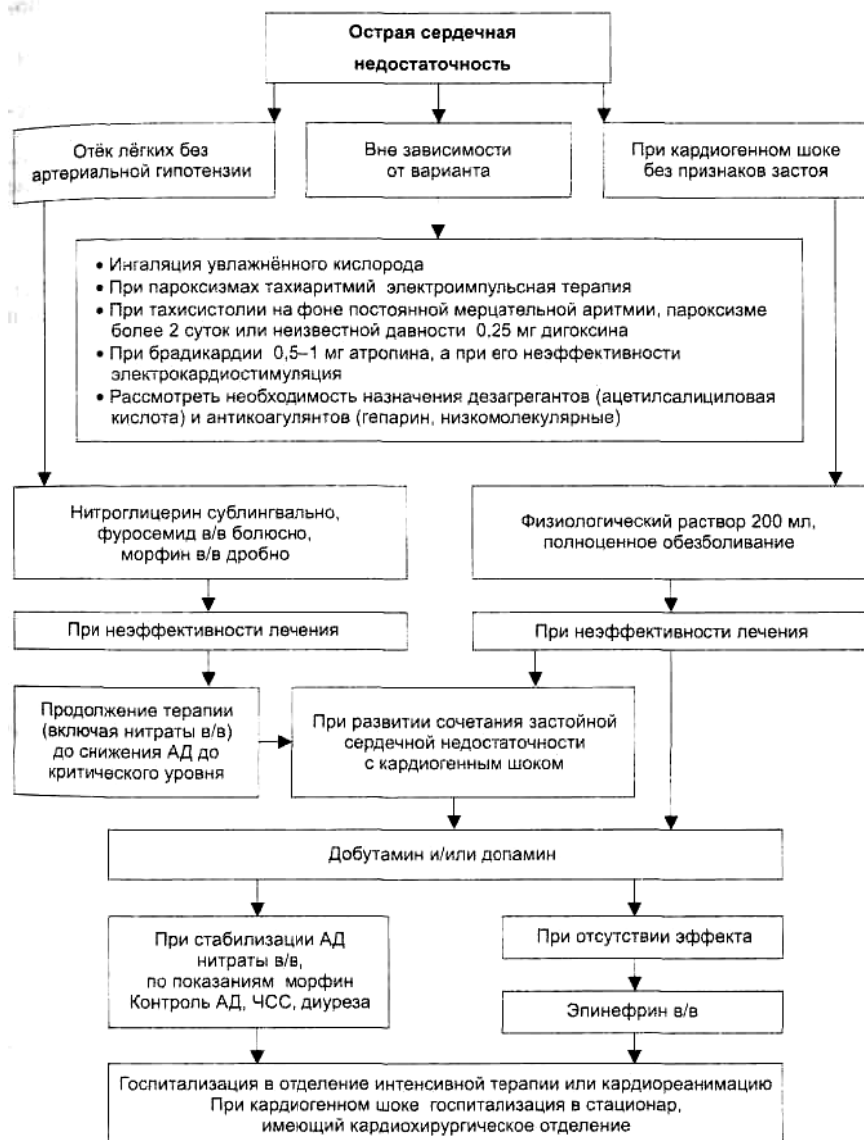 Острая сердечная
недостаточность
Отёк лёгких без
артериальной гипотензии
Вне зависимости
от варианта
При кардиогенном шоке
без признаков застоя
• Ингаляция увлажнённого кислорода
• При пароксизмах тахиаритмий электроимпульсная терапия
• При тахисистолии на фоне постоянной мерцательной аритмии, пароксизме
более 2 суток или неизвестной давности 0,25 мг дигоксина
• При брадикардии 0,5–1 мг атропина, а при его неэффективности
электрокардиостимуляция
• Рассмотреть необходимость назначения дезагрегантов (ацетилсалициловая
кислота) и антикоагулянтов (гепарин, низкомолекулярные)
Нитроглицерин сублингвально,
фуросемид в/в болюсно,
морфин в/в дробно
Физиологический раствор 200 мл,
полноценное обезболивание
При неэффективности лечения
При неэффективности лечения
Продолжение терапии
(включая нитраты в/в)
до снижения АД до
критического уровня
При развитии сочетания застойной
сердечной недостаточности
с кардиогенным шоком
Добутамин и/или допамин
При стабилизации АД
нитраты в/в,
по показаниям морфин
Контроль АД, ЧСС, диуреза
При отсутствии эффекта
Эпинефрин в/в
Госпитализация в отделение интенсивной терапии или кардиореанимацию
При кардиогенном шоке госпитализация в стационар,
имеющий кардиохирургическое отделение